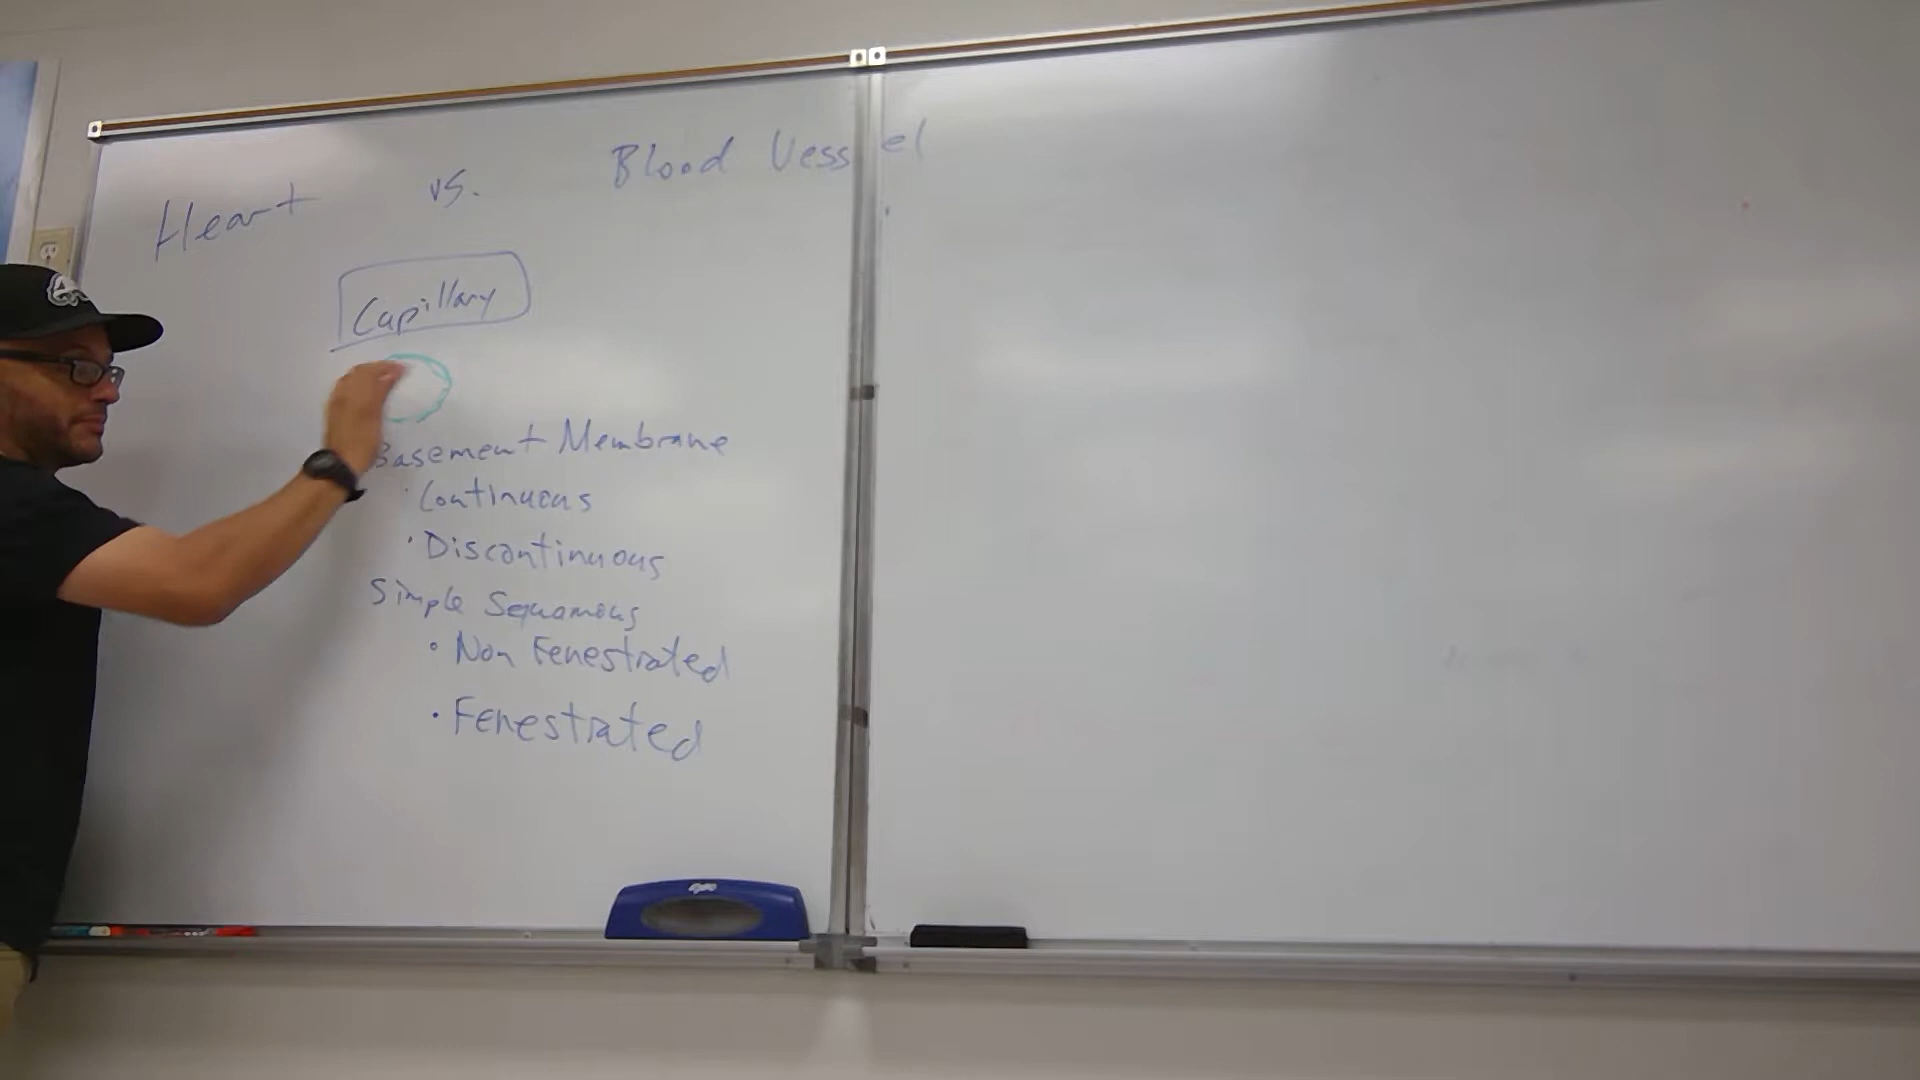 Heart vs. Blood Vessel
Capillary
Basement Membrane
· Continuous
· Discontinuous
Simple Squamous
• Non Fenestrated
• Fenestrated